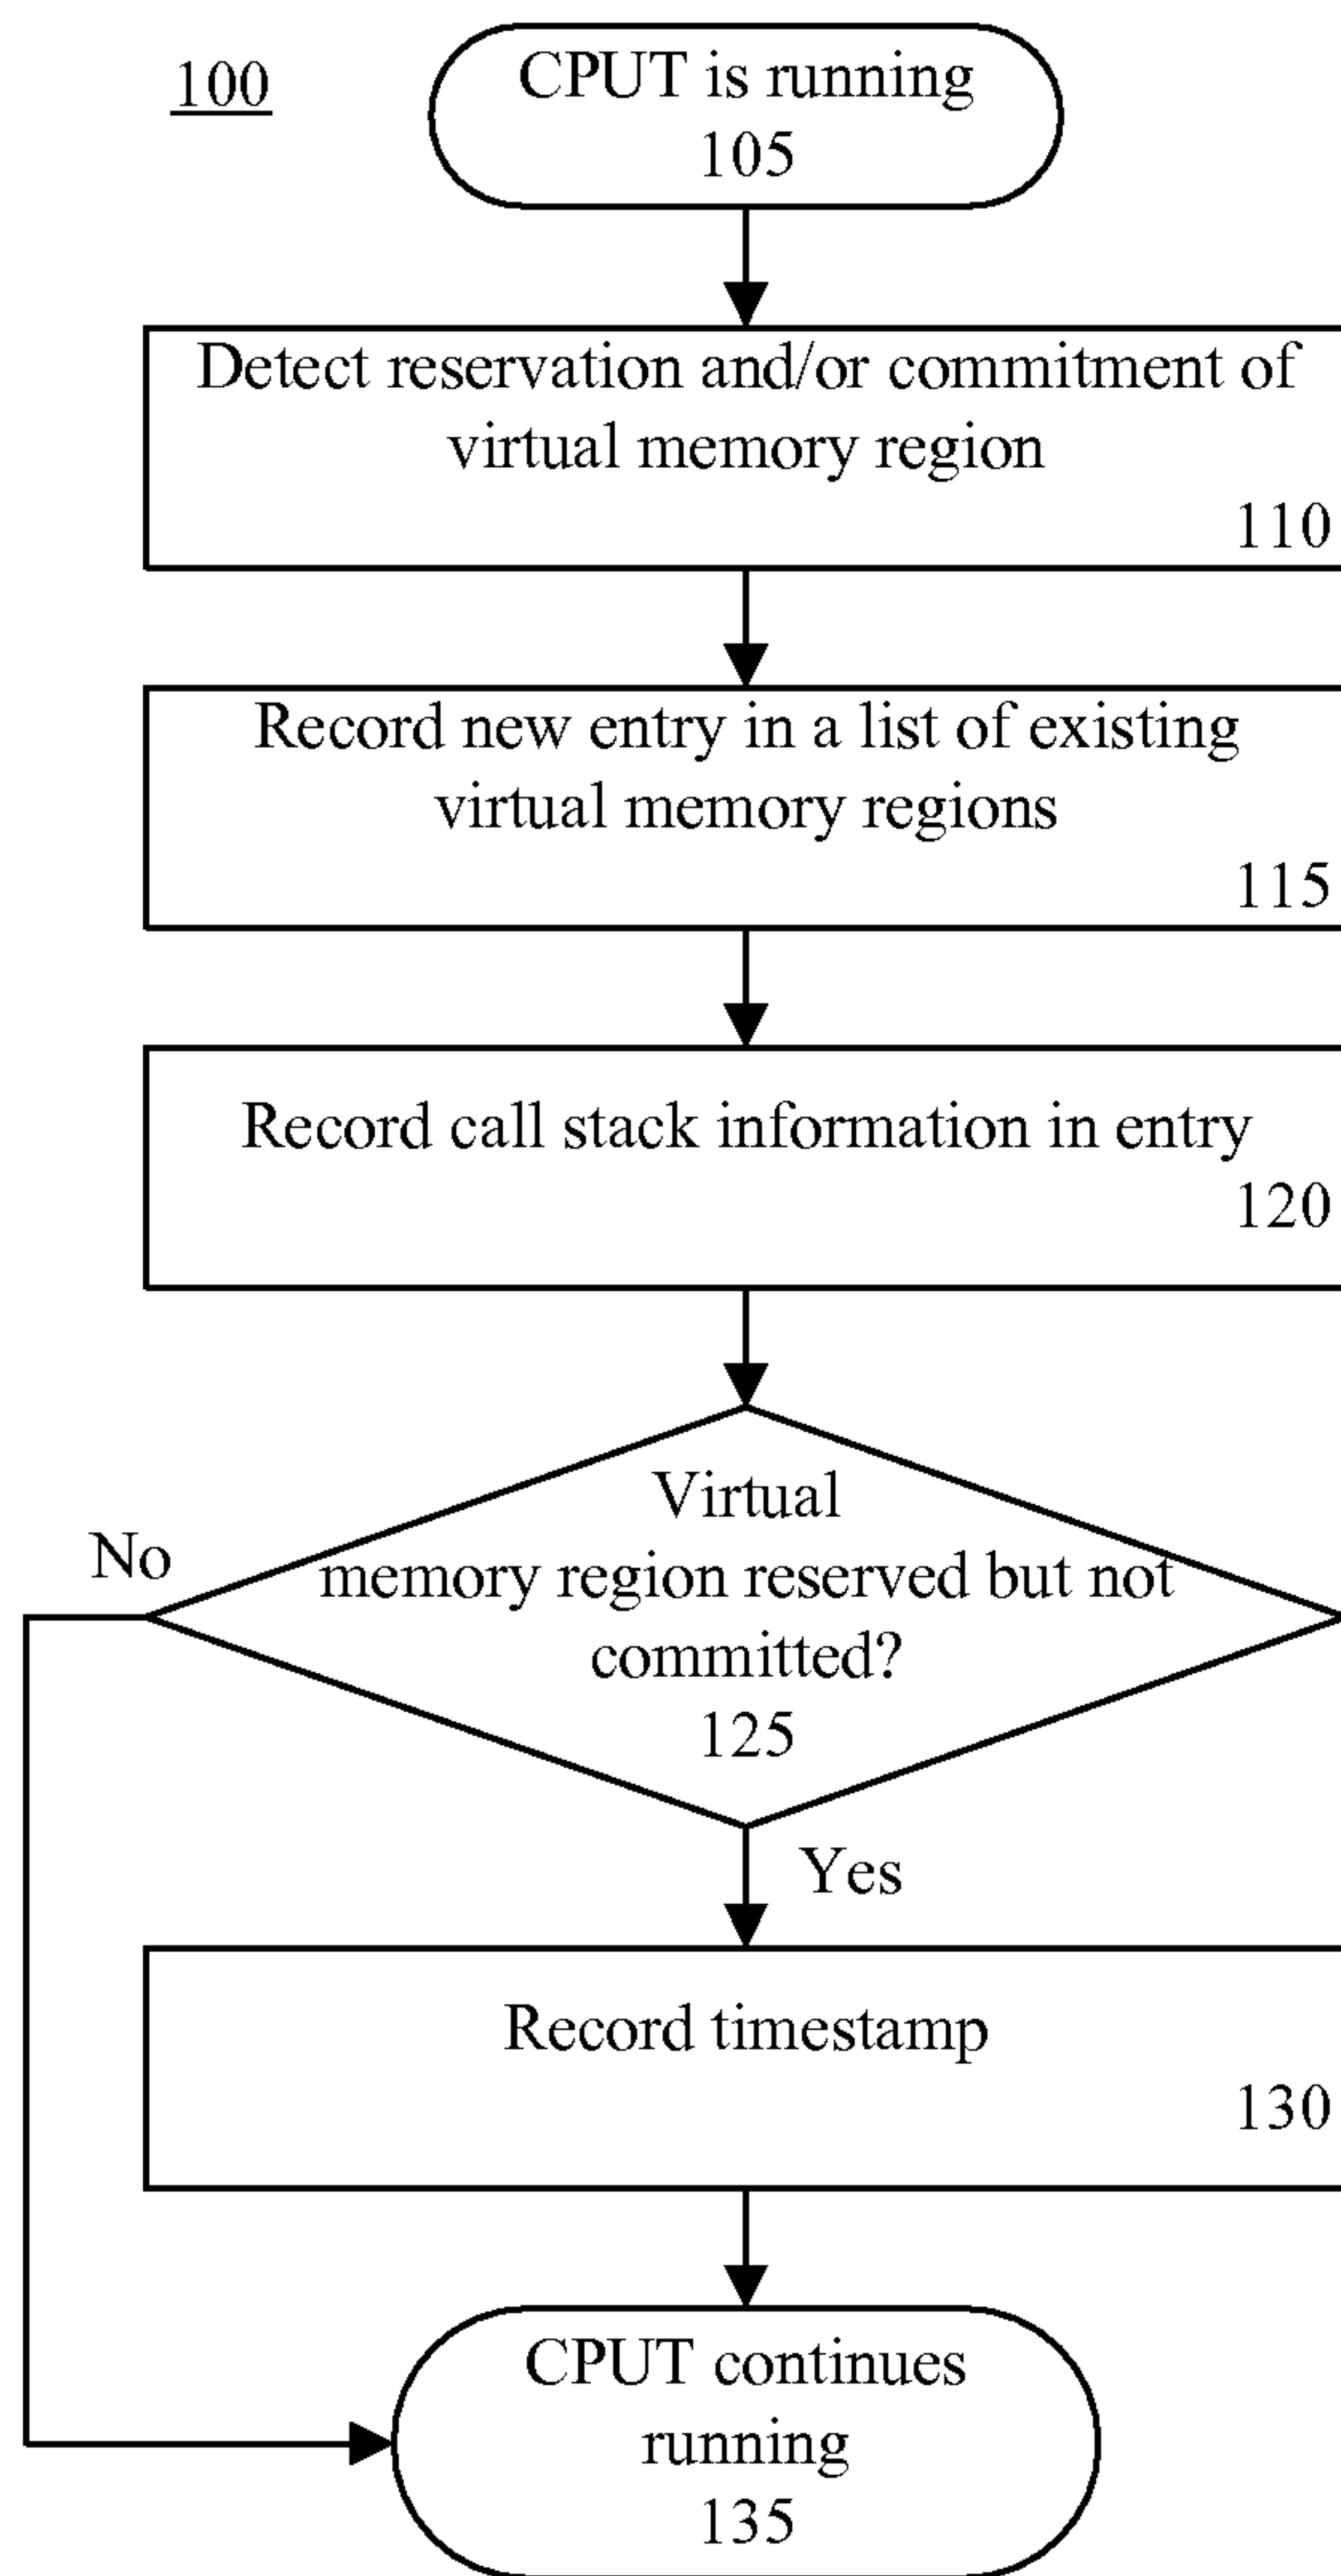 100
CPUT is running
105
Detect reservation and/or commitment of
virtual memory region
110
Record new entry in a list of existing
virtual memory regions
115
Record call stack information in entry
120
Virtual
memory region reserved but not
committed?
125
No
Yes
Record timestamp
130
CPUT continues
running
135